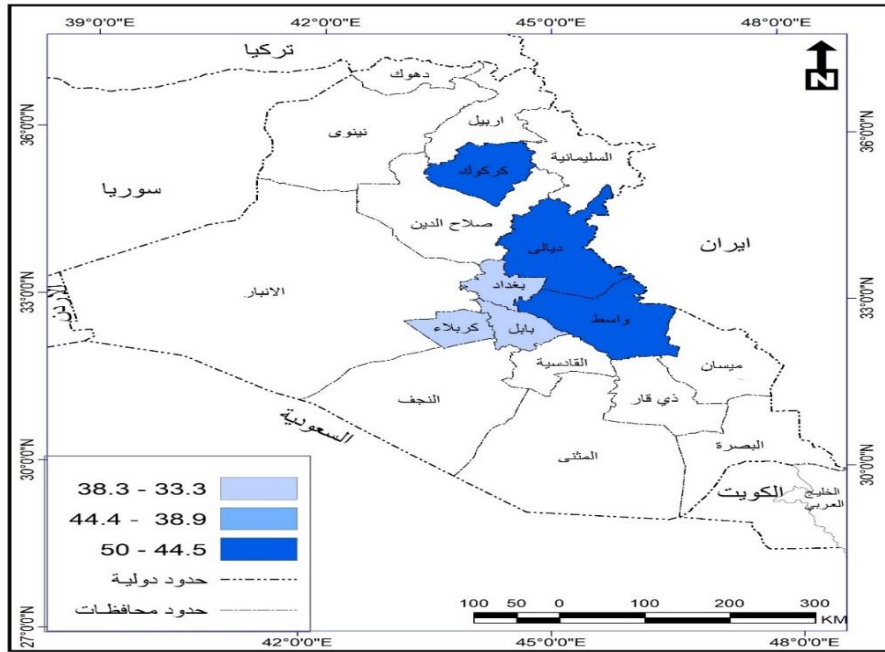 39°0'0"E 42°0'0"E 45°0'0"E 48°0'0"E
تركيا
N
دهوك
36°0'0"N
نينوى
اربيل
36°0'0"N
السليمانية
كركوك
سوريا
صلاح الدين
ديالى
ايران
الانبار
بغداد
33°0'0"N
33°0'0"N
الاردن
واسط
كربلاء
بابل
ميسان
القادسية
النجف
ذي قار
السعودية
البصرة
المثنى
30°0'0"N
30°0'0"N
الكويت
الخليج
العربي
38.3 - 33.3
44.4 - 38.9
50 - 44.5
حدود دولية
حدود محافظات
100 50 0 100 200 300
KM
27°0'0"N
42°0'0"E 45°0'0"E 48°0'0"E